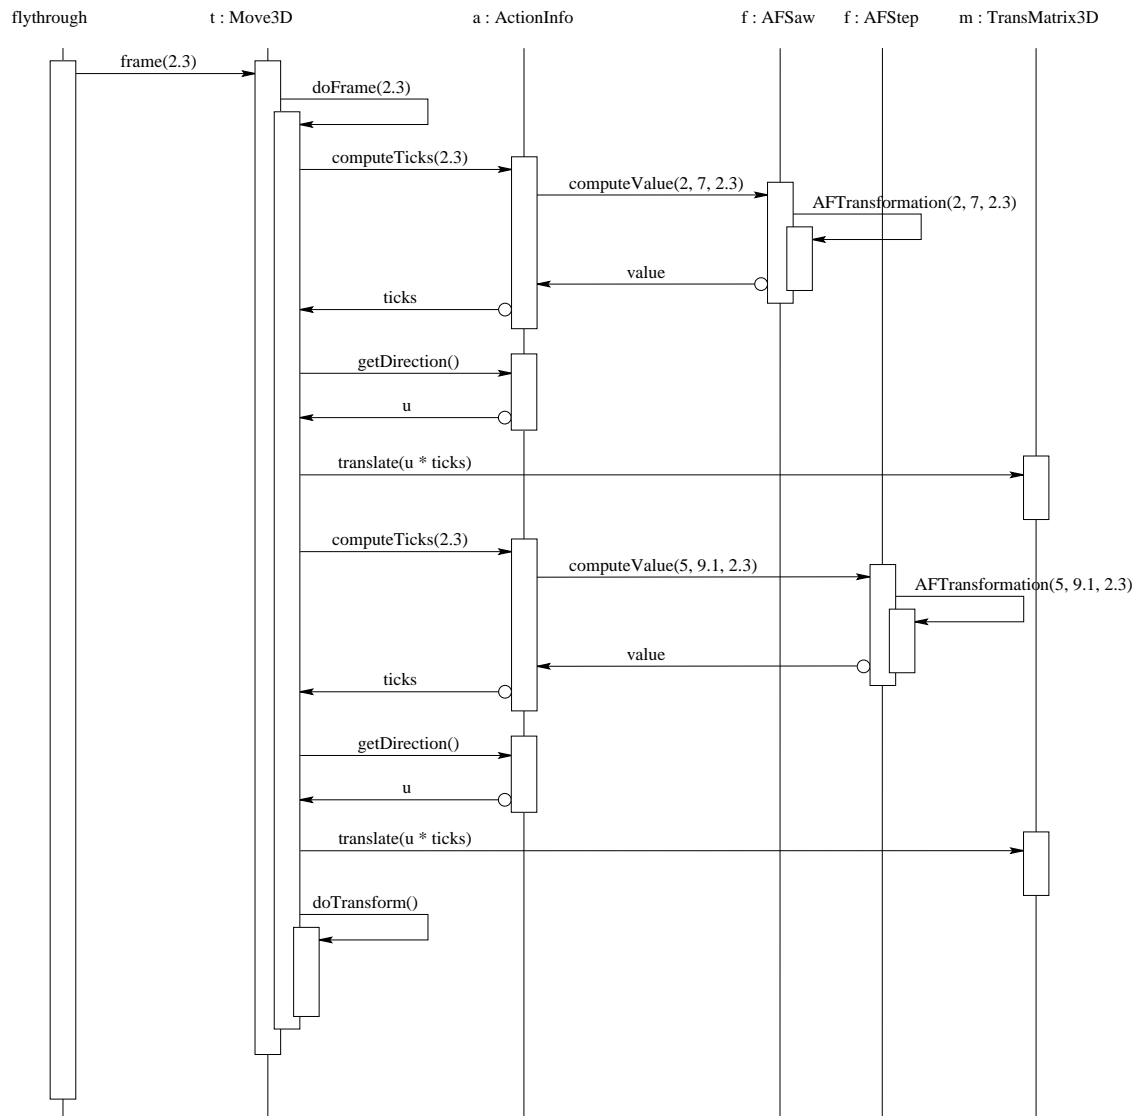 flythrough
t : Move3D
a : ActionInfo
f : AFSaw
f : AFStep
m : TransMatrix3D
frame(2.3)
doFrame(2.3)
computeTicks(2.3)
computeValue(2, 7, 2.3)
AFTransformation(2, 7, 2.3)
value
ticks
getDirection()
u
translate(u * ticks)
computeTicks(2.3)
computeValue(5, 9.1, 2.3)
AFTransformation(5, 9.1, 2.3)
value
ticks
getDirection()
u
translate(u * ticks)
doTransform()